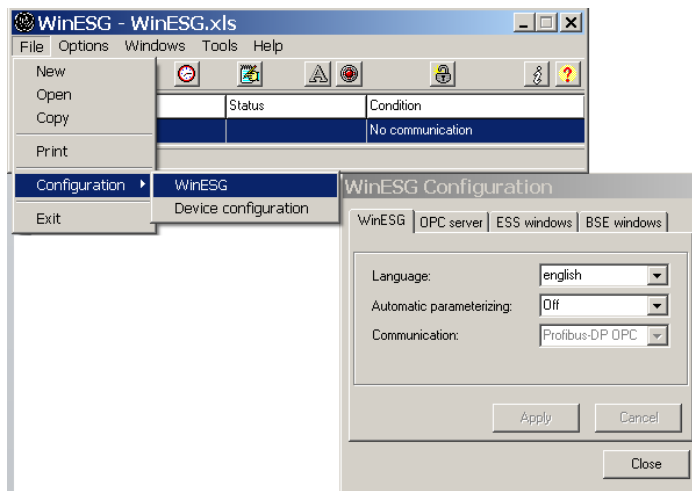 WinESG - WinESG.xls
File Options Windows Tools Help
New
Open
Copy
Print
Configuration
Exit
Status Condition
No communication
WinESG
Device configuration
WinESG Configuration
WinESG OPC server ESS windows BSE windows
Language: english
Automatic parameterizing: Off
Communication: Profibus-DP OPC
Apply Cancel
Close